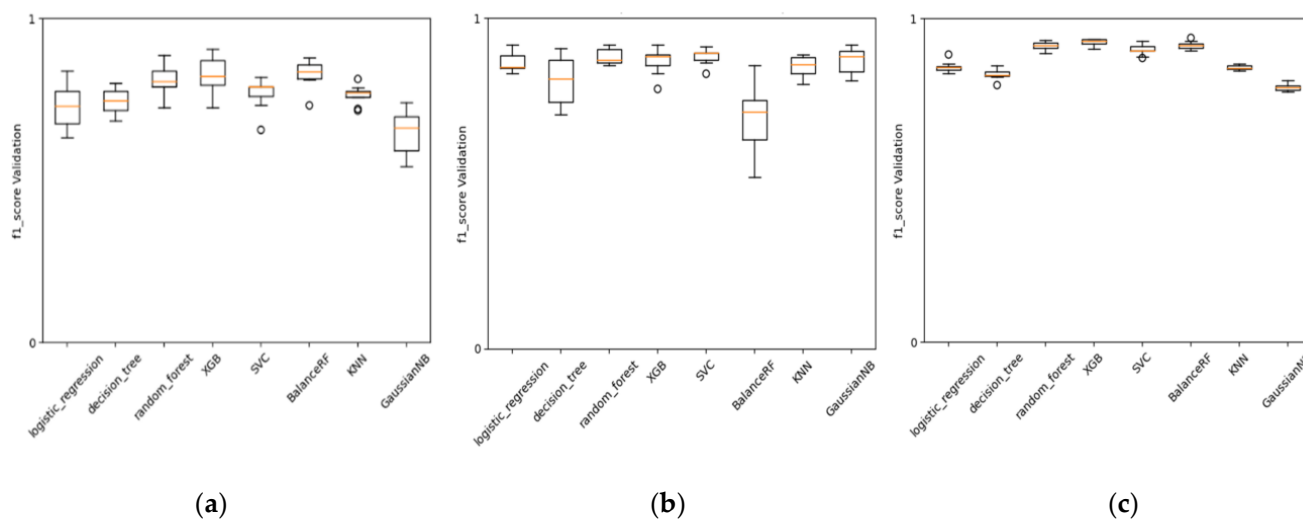 1
f1_score Validation
0
logistic_regression
decision_tree
random_forest
XGB
SVC
BalanceRF
KNN
GaussianNB
(a)
1
f1_score Validation
0
logistic_regression
decision_tree
random_forest
XGB
SVC
BalanceRF
KNN
GaussianNB
(b)
1
f1_score Validation
0
logistic_regression
decision_tree
random_forest
XGB
SVC
BalanceRF
KNN
GaussianNB
(c)